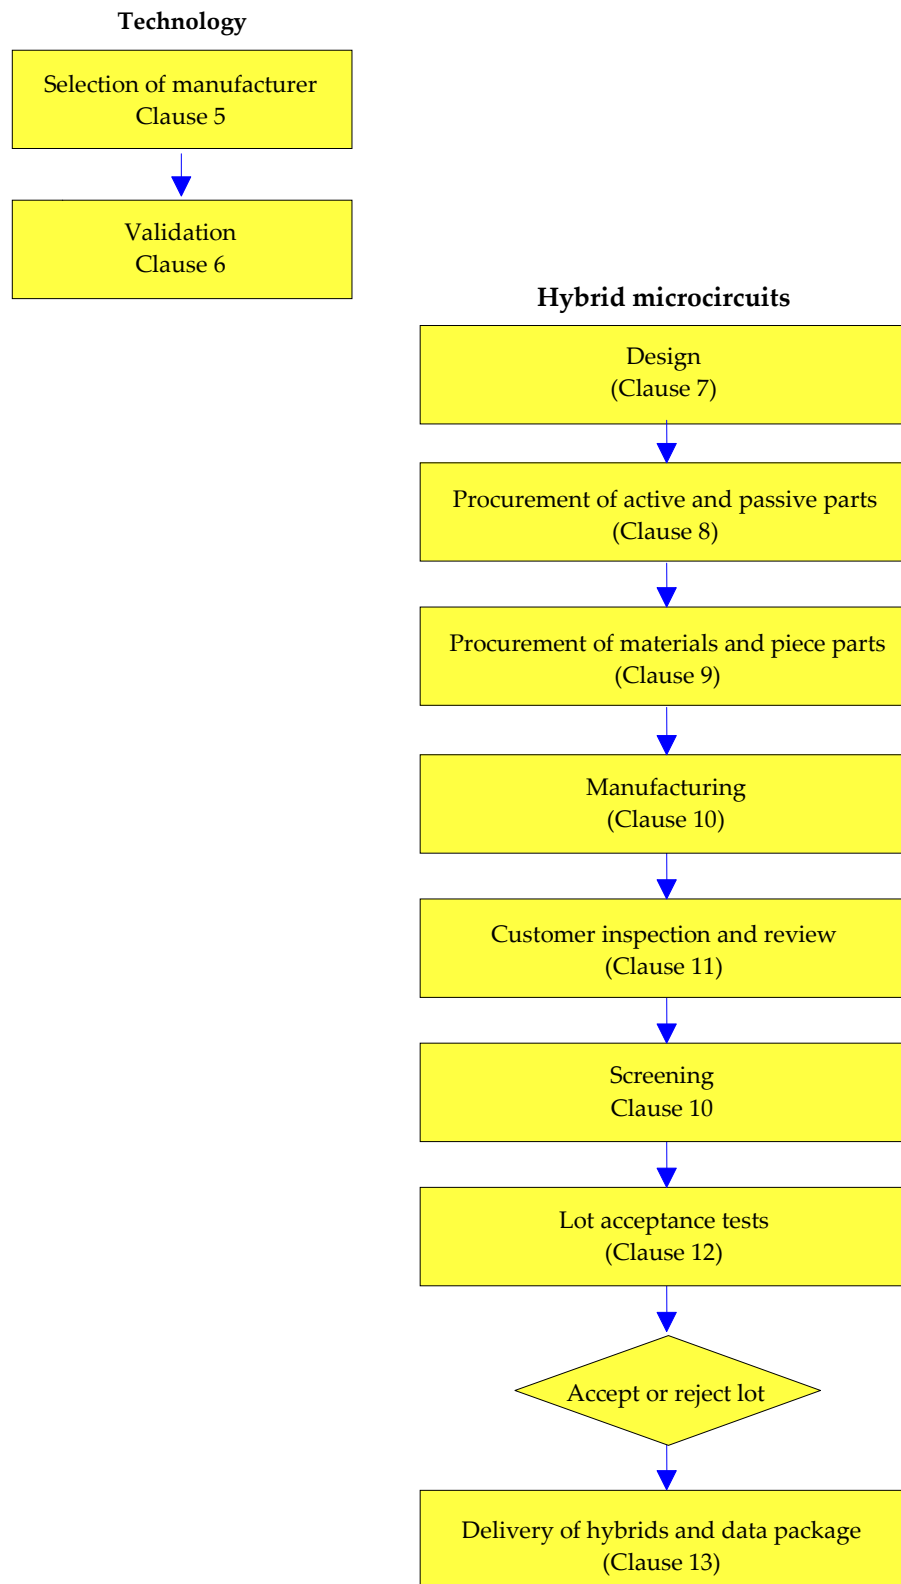 Technology
Selection of manufacturer
Clause 5
Validation
Clause 6
Hybrid microcircuits
Design
(Clause 7)
Procurement of active and passive parts
(Clause 8)
Procurement of materials and piece parts
(Clause 9)
Manufacturing
(Clause 10)
Customer inspection and review
(Clause 11)
Screening
Clause 10
Lot acceptance tests
(Clause 12)
Accept or reject lot
Delivery of hybrids and data package
(Clause 13)